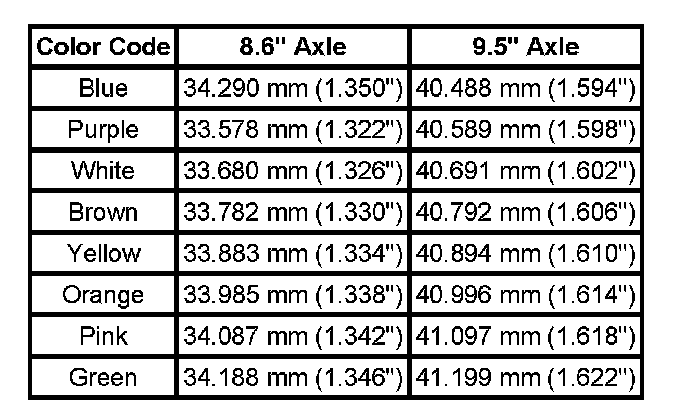 Color Code 8.6" Axle 9.5" Axle
Blue 34.290 mm (1.350") 40.488 mm (1.594")
Purple 33.578 mm (1.322") 40.589 mm (1.598")
White 33.680 mm (1.326") 40.691 mm (1.602")
Brown 33.782 mm (1.330") 40.792 mm (1.606")
Yellow 33.883 mm (1.334") 40.894 mm (1.610")
Orange 33.985 mm (1.338") 40.996 mm (1.614")
Pink 34.087 mm (1.342") 41.097 mm (1.618")
Green 34.188 mm (1.346") 41.199 mm (1.622")